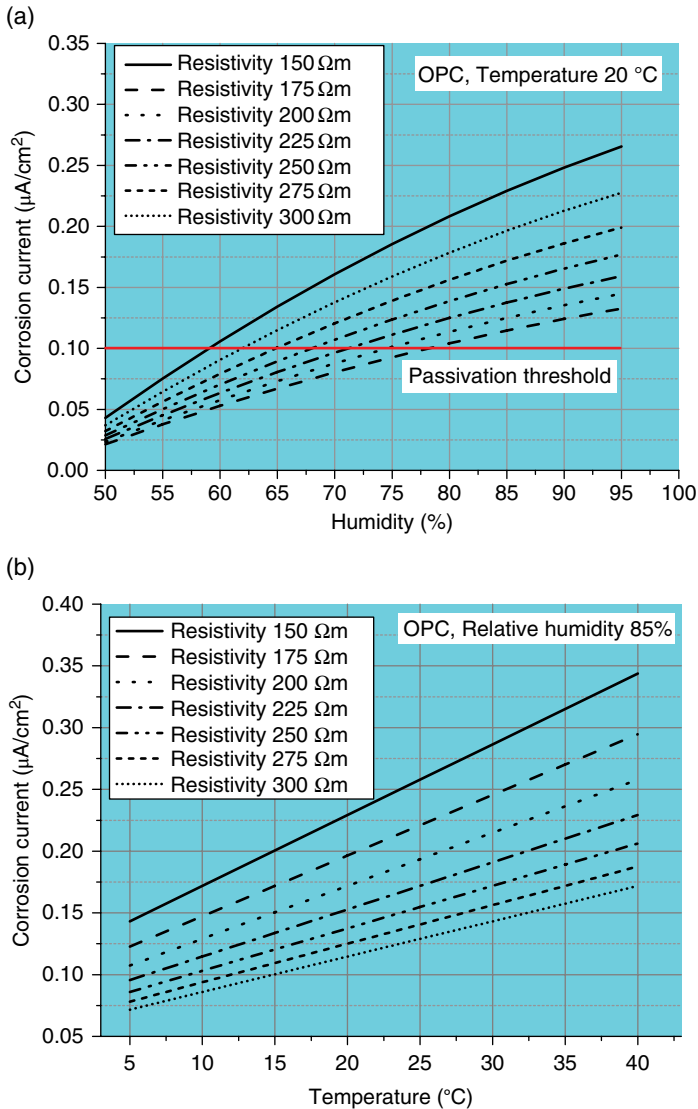 (a)
0.35
0.30
0.25
0.20
0.15
0.10
0.05
0.00
Corrosion current (μA/cm²)
Resistivity 150 Ωm
Resistivity 175 Ωm
Resistivity 200 Ωm
Resistivity 225 Ωm
Resistivity 250 Ωm
Resistivity 275 Ωm
Resistivity 300 Ωm
OPC, Temperature 20 °C
Passivation threshold
50 55 60 65 70 75 80 85 90 95 100
Humidity (%)
(b)
0.40
0.35
0.30
0.25
0.20
0.15
0.10
0.05
Corrosion current (μA/cm²)
Resistivity 150 Ωm
Resistivity 175 Ωm
Resistivity 200 Ωm
Resistivity 225 Ωm
Resistivity 250 Ωm
Resistivity 275 Ωm
Resistivity 300 Ωm
OPC, Relative humidity 85%
5 10 15 20 25 30 35 40
Temperature (°C)